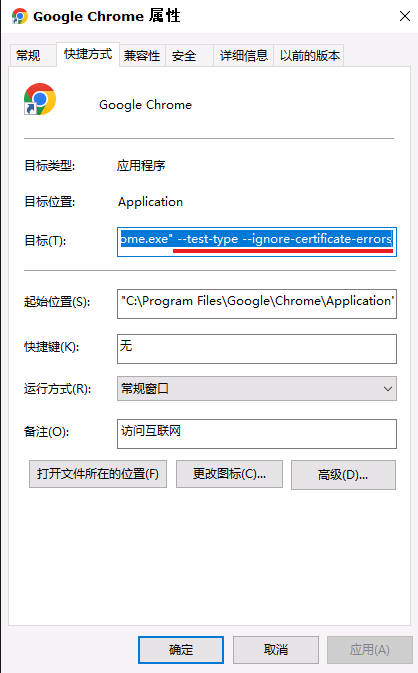 Google Chrome 属性
常规 快捷方式 兼容性 安全 详细信息 以前的版本
Google Chrome
目标类型: 应用程序
目标位置: Application
目标(T): ome.exe" --test-type --ignore-certificate-errors
起始位置(S): "C:\Program Files\Google\Chrome\Application"
快捷键(K): 无
运行方式(R): 常规窗口
备注(O): 访问互联网
打开文件所在的位置(F) 更改图标(C)... 高级(D)...
确定 取消 应用(A)